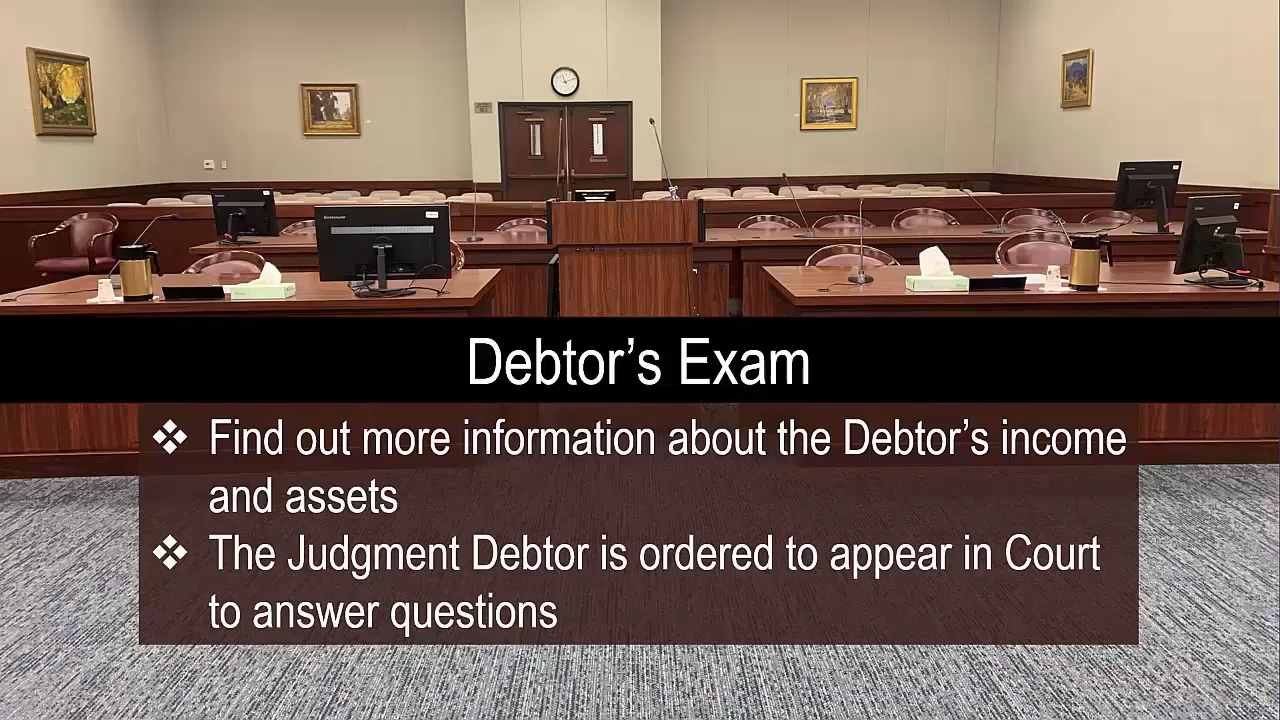 Debtor’s Exam
❖ Find out more information about the Debtor’s income
and assets
❖ The Judgment Debtor is ordered to appear in Court
to answer questions